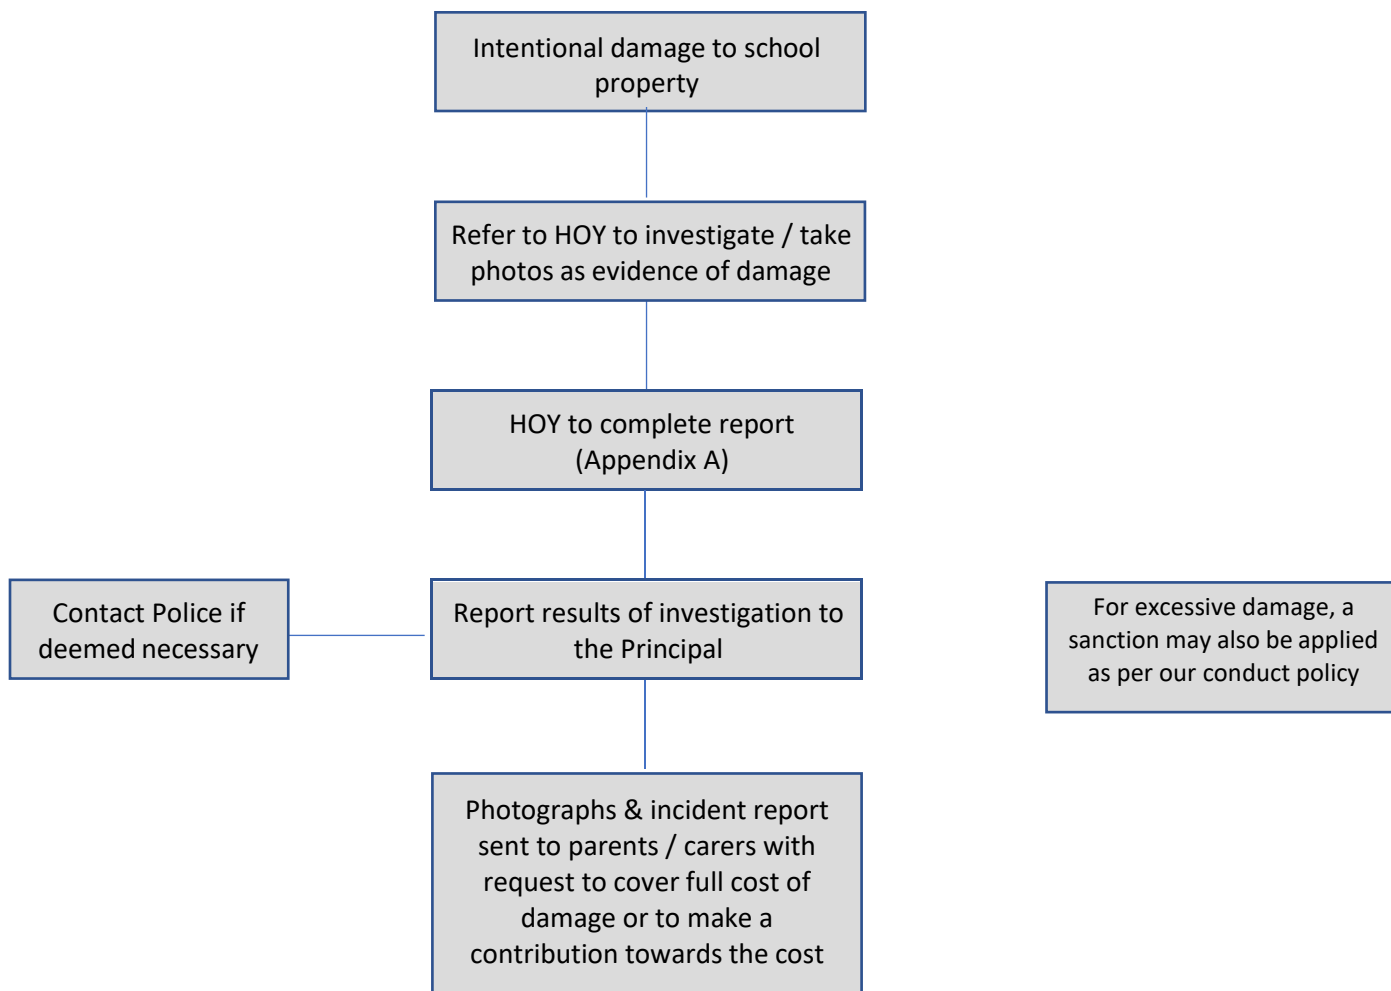 Intentional damage to school
property
Refer to HOY to investigate / take
photos as evidence of damage
HOY to complete report
(Appendix A)
Contact Police if
deemed necessary
Report results of investigation to
the Principal
For excessive damage, a
sanction may also be applied
as per our conduct policy
Photographs & incident report
sent to parents / carers with
request to cover full cost of
damage or to make a
contribution towards the cost